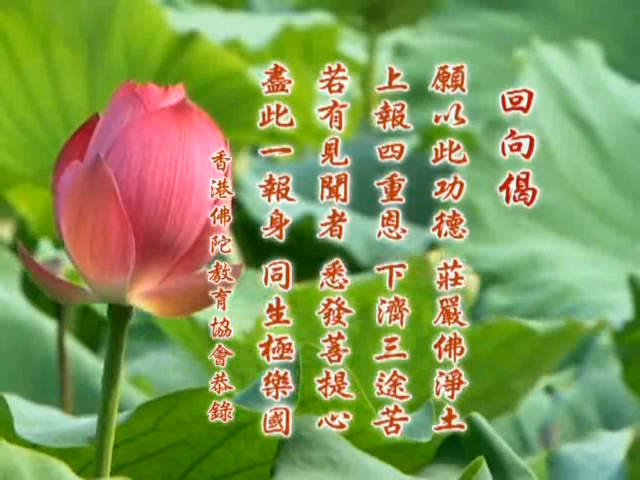 回向偈
願以此功德 莊嚴佛淨土
上報四重恩 下濟三途苦
若有見聞者 悉發菩提心
盡此一報身 同生極樂國
香港佛陀教育協會恭錄